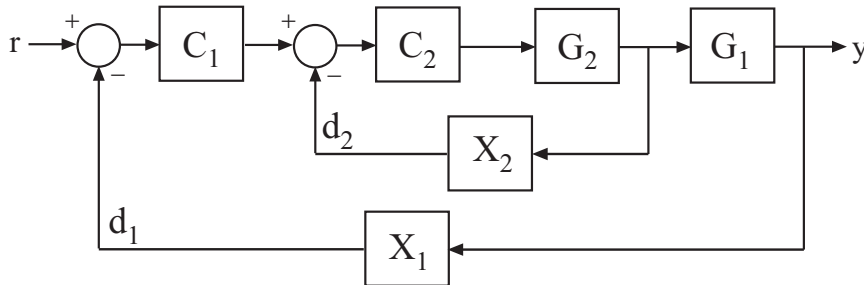 r + − C₁ + − C₂ G₂ G₁ y
d₂ X₂
d₁ X₁